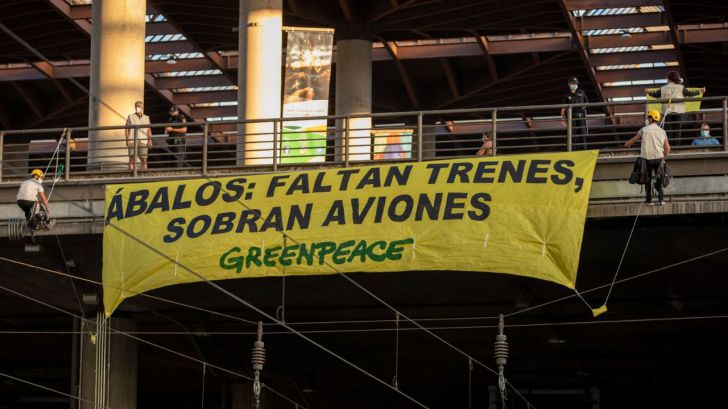 ÁBALOS: FALTAN TRENES,
SOBRAN AVIONES
GREENPEACE